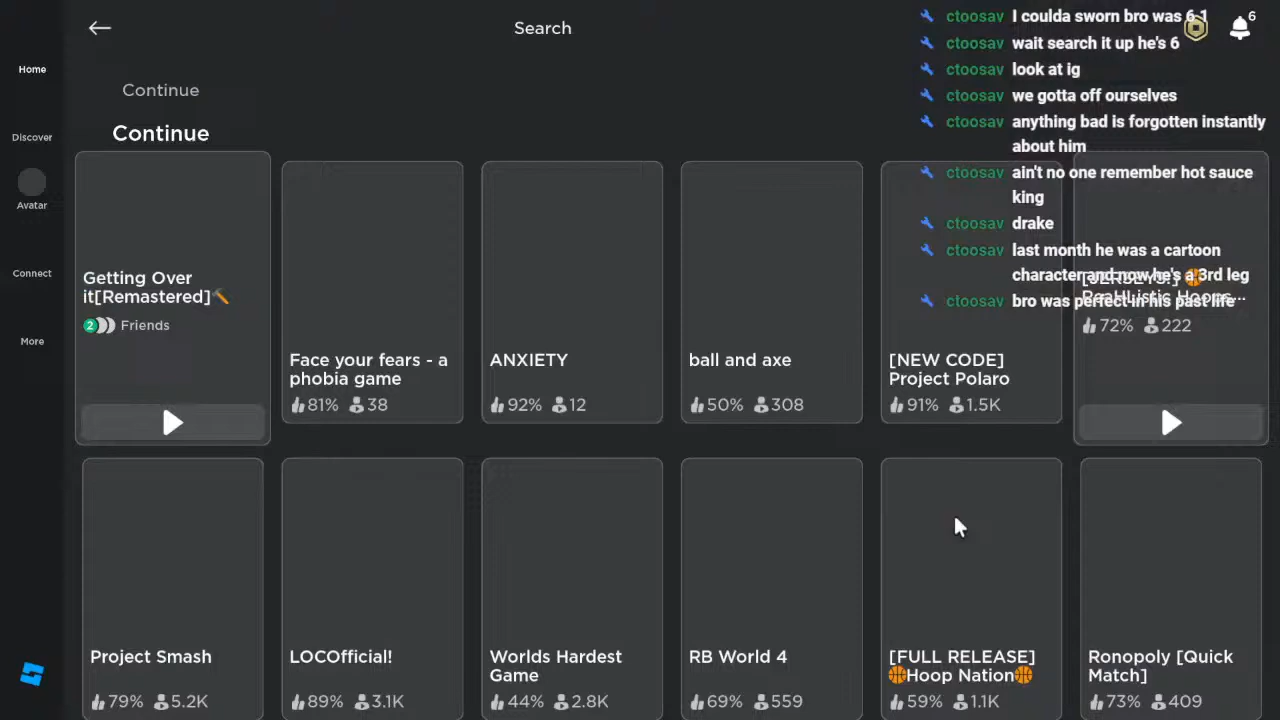 Search
6
Home
Discover
Avatar
Connect
More
Continue
Continue
ctoosav I coulda sworn bro was 6 1
ctoosav wait search it up he's 6
ctoosav look at ig
ctoosav we gotta off ourselves
ctoosav anything bad is forgotten instantly
about him
ctoosav ain't no one remember hot sauce
king
ctoosav drake
ctoosav last month he was a cartoon
character and now he's a 3rd leg
ctoosav bro was perfect in his past life
Getting Over
it[Remastered]🔨
2 Friends
Face your fears - a
phobia game
81% 38
ANXIETY
92% 12
ball and axe
50% 308
[NEW CODE]
Project Polaro
91% 1.5K
72% 222
Project Smash
79% 5.2K
LOCOfficial!
89% 3.1K
Worlds Hardest
Game
44% 2.8K
RB World 4
69% 559
[FULL RELEASE]
🏀Hoop Nation🏀
59% 1.1K
Ronopoly [Quick
Match]
73% 409